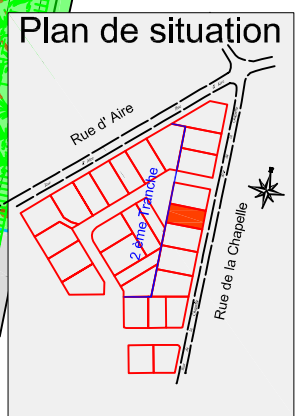 Plan de situation
Rue d' Aire
2 ème Tranche
Rue de la Chapelle